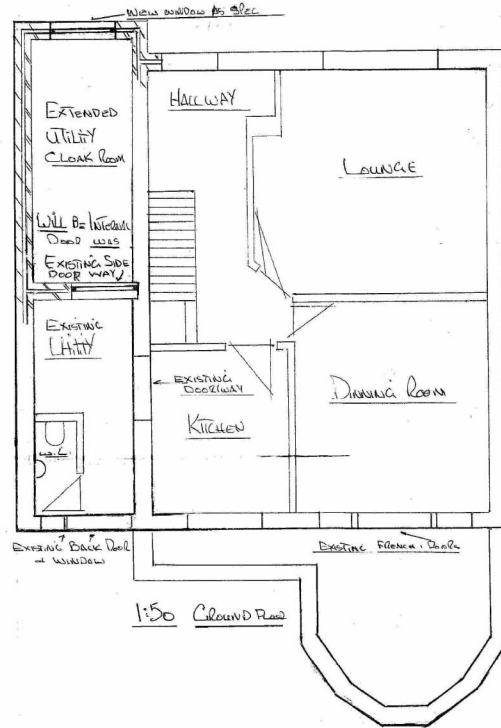 NEW WINDOW AS SPEC
HALLWAY
EXTENDED
UTILITY
CLOAK ROOM
LOUNGE
WILL BE INTERNAL
DOOR WAS
EXISTING SIDE
DOOR WAY
EXISTING
UTILITY
EXISTING
DOORWAY
DINNING ROOM
KITCHEN
W.C.
EXISTING BACK DOOR
& WINDOW
EXISTING FRENCH DOORS
1:50 GROUND FLOOR